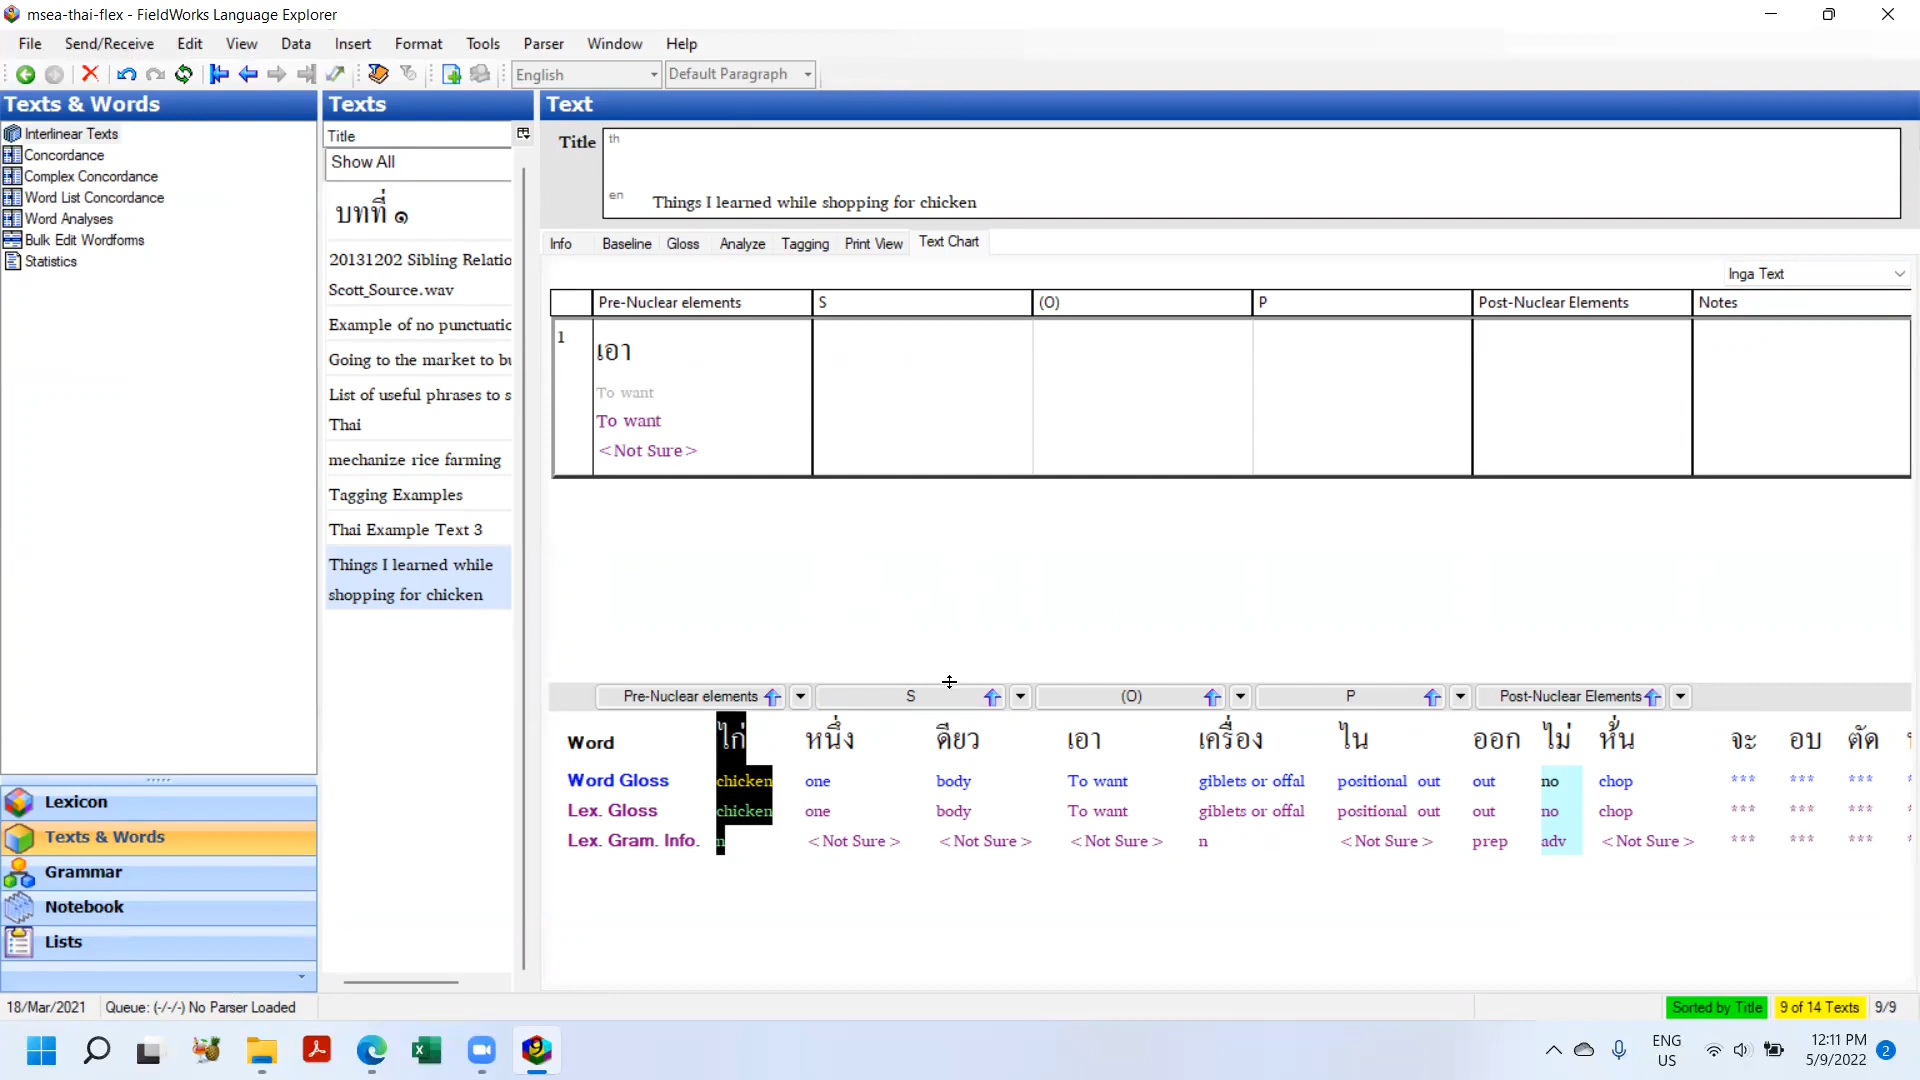 msea-thai-flex - FieldWorks Language Explorer
File Send/Receive Edit View Data Insert Format Tools Parser Window Help
English Default Paragraph
Texts & Words
Interlinear Texts
Concordance
Complex Concordance
Word List Concordance
Word Analyses
Bulk Edit Wordforms
Statistics
Lexicon
Texts & Words
Grammar
Notebook
Lists
Texts
Title
Show All
บทที่ ๑
20131202 Sibling Relatio
Scott_Source.wav
Example of no punctuatic
Going to the market to bu
List of useful phrases to s
Thai
mechanize rice farming
Tagging Examples
Thai Example Text 3
Things I learned while
shopping for chicken
Text
Title th
en Things I learned while shopping for chicken
Info Baseline Gloss Analyze Tagging Print View Text Chart
Inga Text
Pre-Nuclear elements S (O) P Post-Nuclear Elements Notes
1 เอา
To want
To want
<Not Sure>
Pre-Nuclear elements S (O) P Post-Nuclear Elements
Word ไก่ หนึ่ง ดียว เอา เครื่อง ใน ออก ไม่ หั้น จะ อบ ตัด
Word Gloss chicken one body To want giblets or offal positional out out no chop *** *** ***
Lex. Gloss chicken one body To want giblets or offal positional out out no chop *** *** ***
Lex. Gram. Info. n <Not Sure> <Not Sure> <Not Sure> n <Not Sure> prep adv <Not Sure> *** *** ***
18/Mar/2021 Queue: (-/-/-) No Parser Loaded Sorted by Title 9 of 14 Texts 9/9
ENG
US
12:11 PM
5/9/2022
2